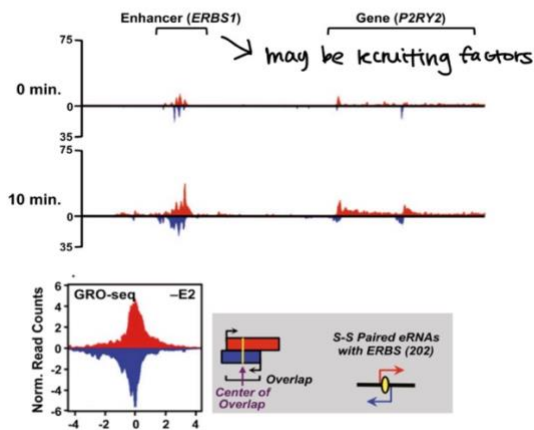 Enhancer (ERBS1)
Gene (P2RY2)
may be recruiting factors
75
0 min.
0
35
75
10 min.
0
35
GRO-seq
–E2
Norm. Read Counts
6
4
2
0
-2
-4
-6
-4 -2 0 2 4
Overlap
Center of
Overlap
S-S Paired eRNAs
with ERBS (202)